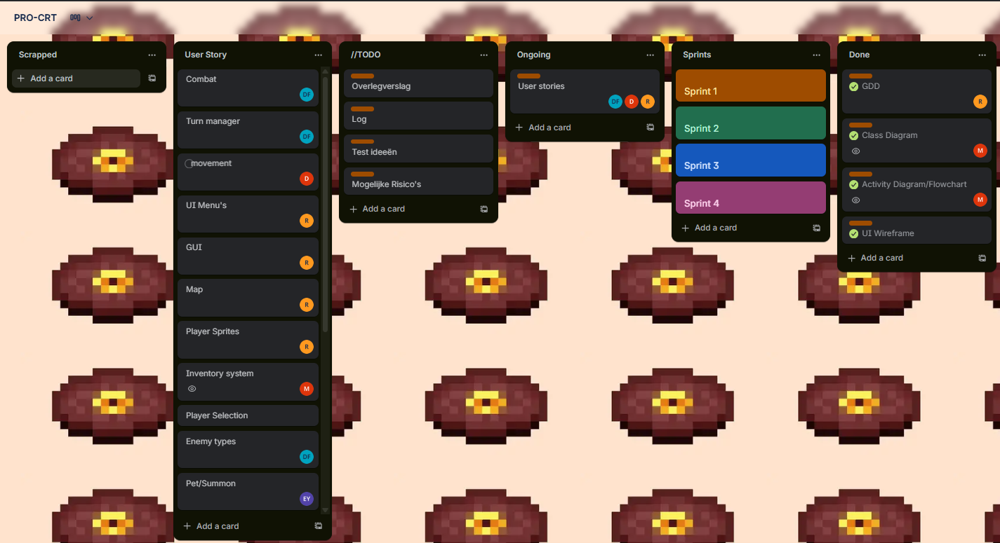 PRO-CRT
Scrapped
Add a card
User Story
Combat
DF
Turn manager
DF
movement
D
UI Menu's
R
GUI
R
Map
R
Player Sprites
R
Inventory system
M
Player Selection
Enemy types
DF
Pet/Summon
EY
Add a card
//TODO
Overlegverslag
Log
Test ideeën
Mogelijke Risico's
Add a card
Ongoing
User stories
DF D R
Add a card
Sprints
Sprint 1
Sprint 2
Sprint 3
Sprint 4
Add a card
Done
GDD
R
Class Diagram
M
Activity Diagram/Flowchart
M
UI Wireframe
Add a card